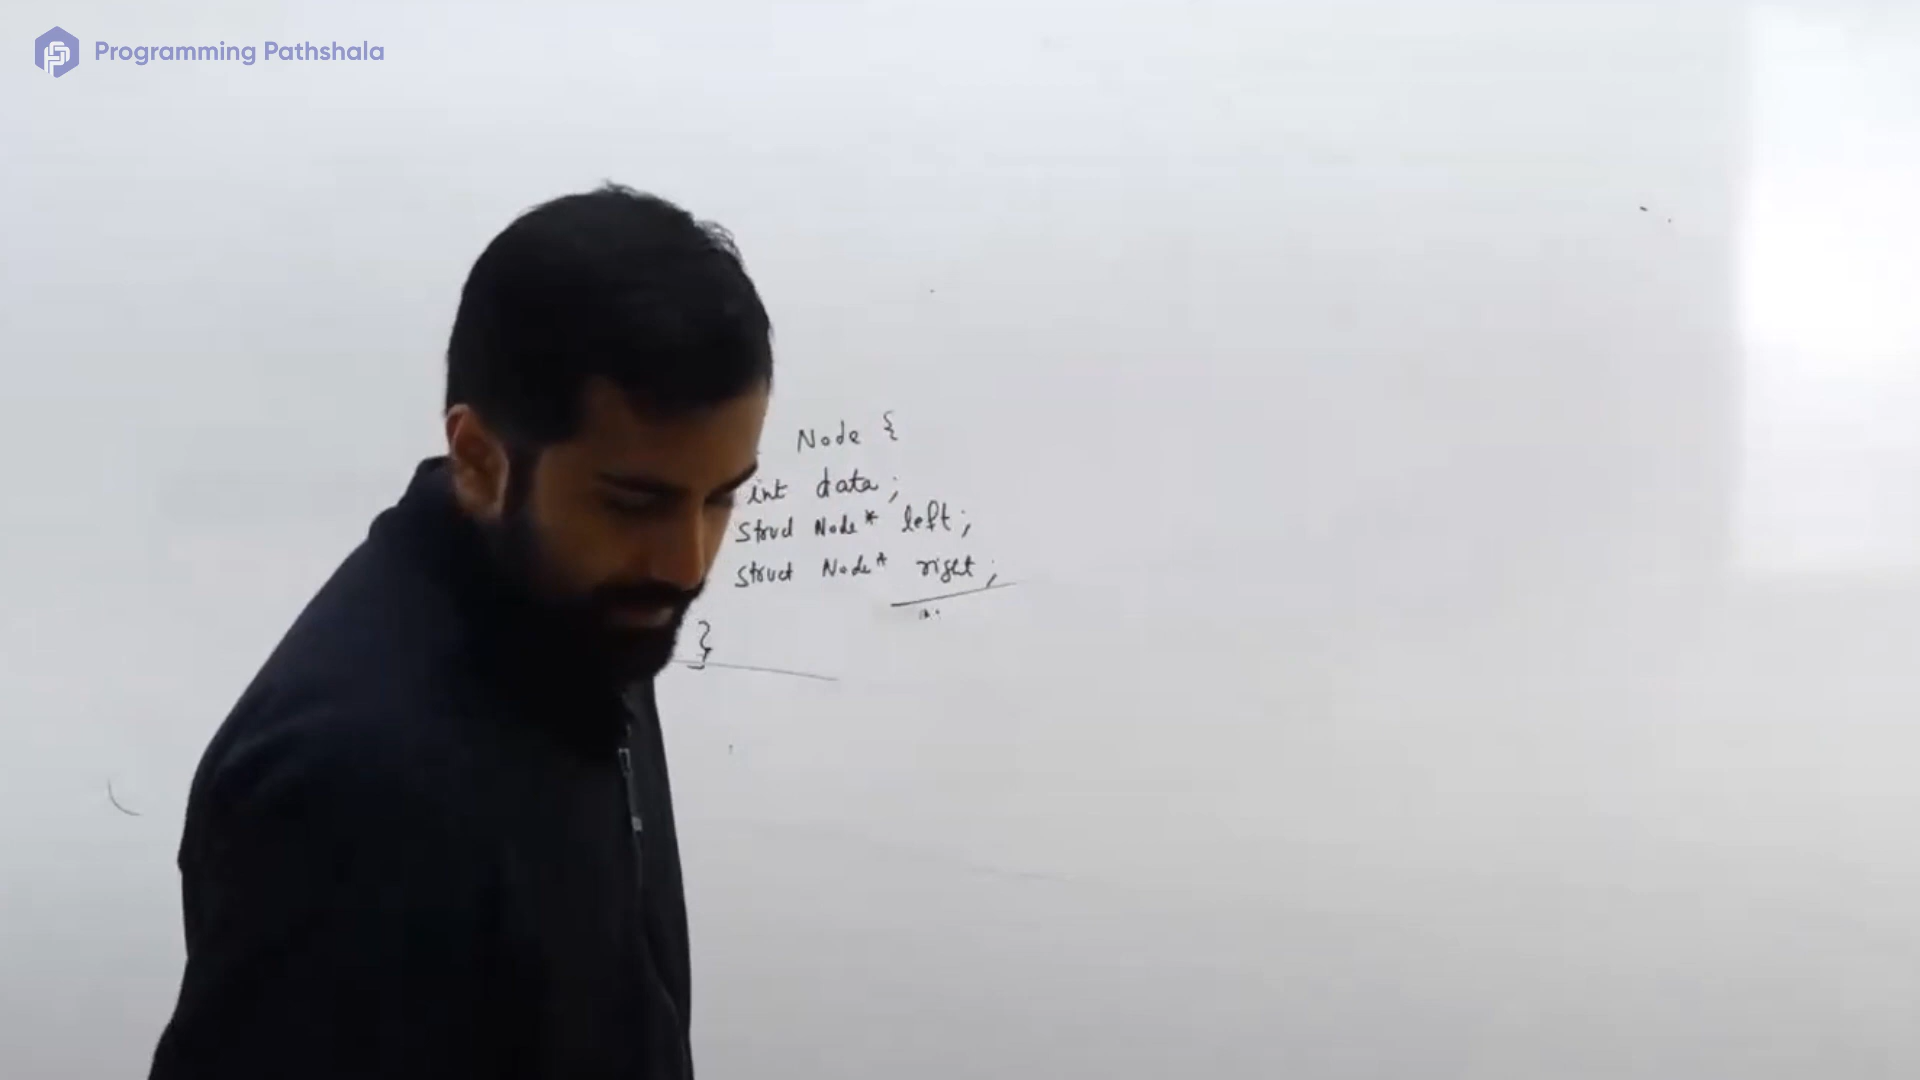 Programming Pathshala
Node {
int data;
struct Node* left;
struct Node* right;
}